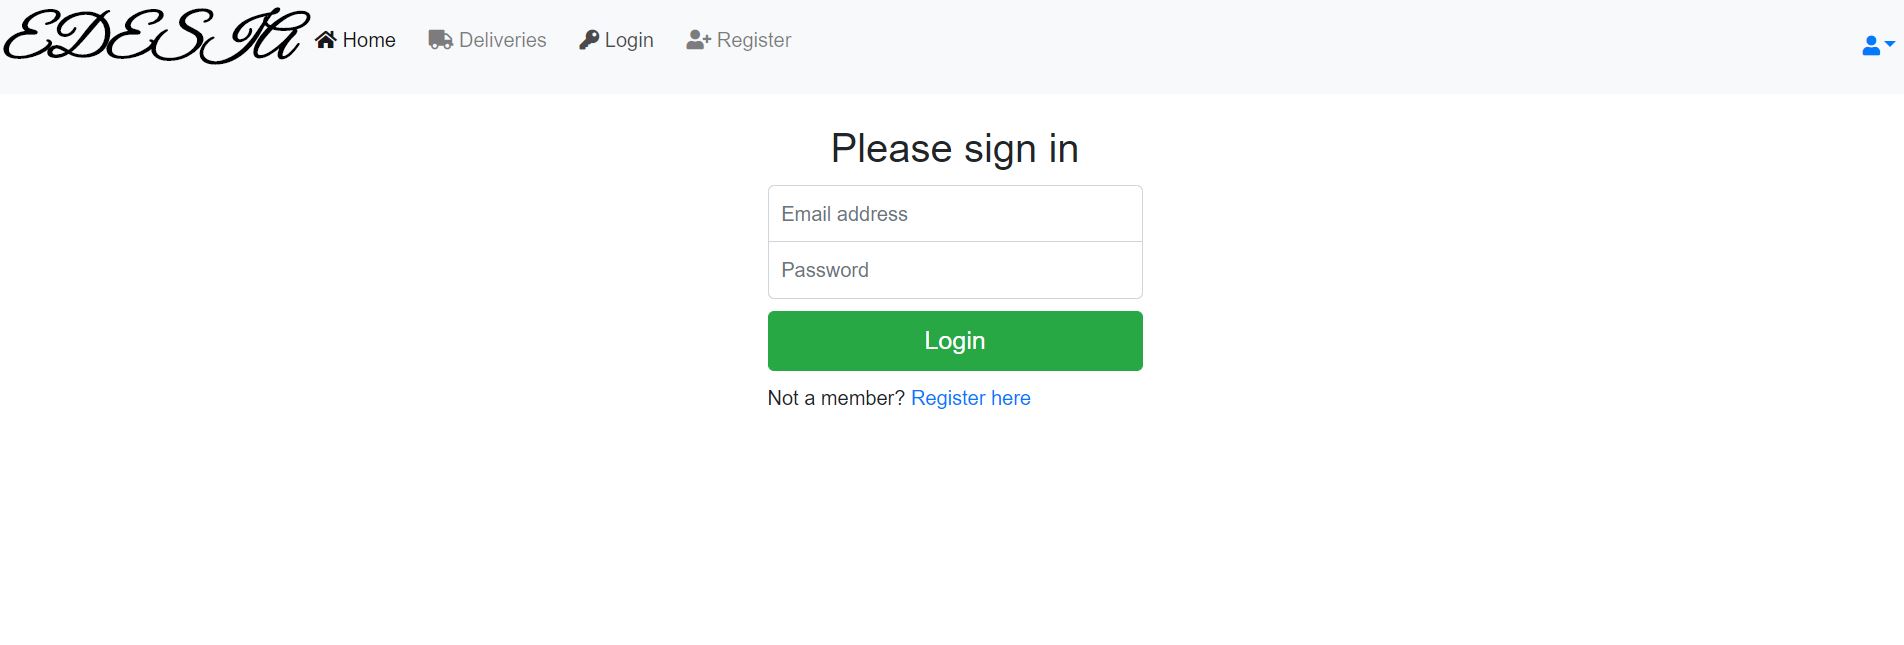 EDESIA Home Deliveries Login Register
Please sign in
Email address
Password
Login
Not a member? Register here